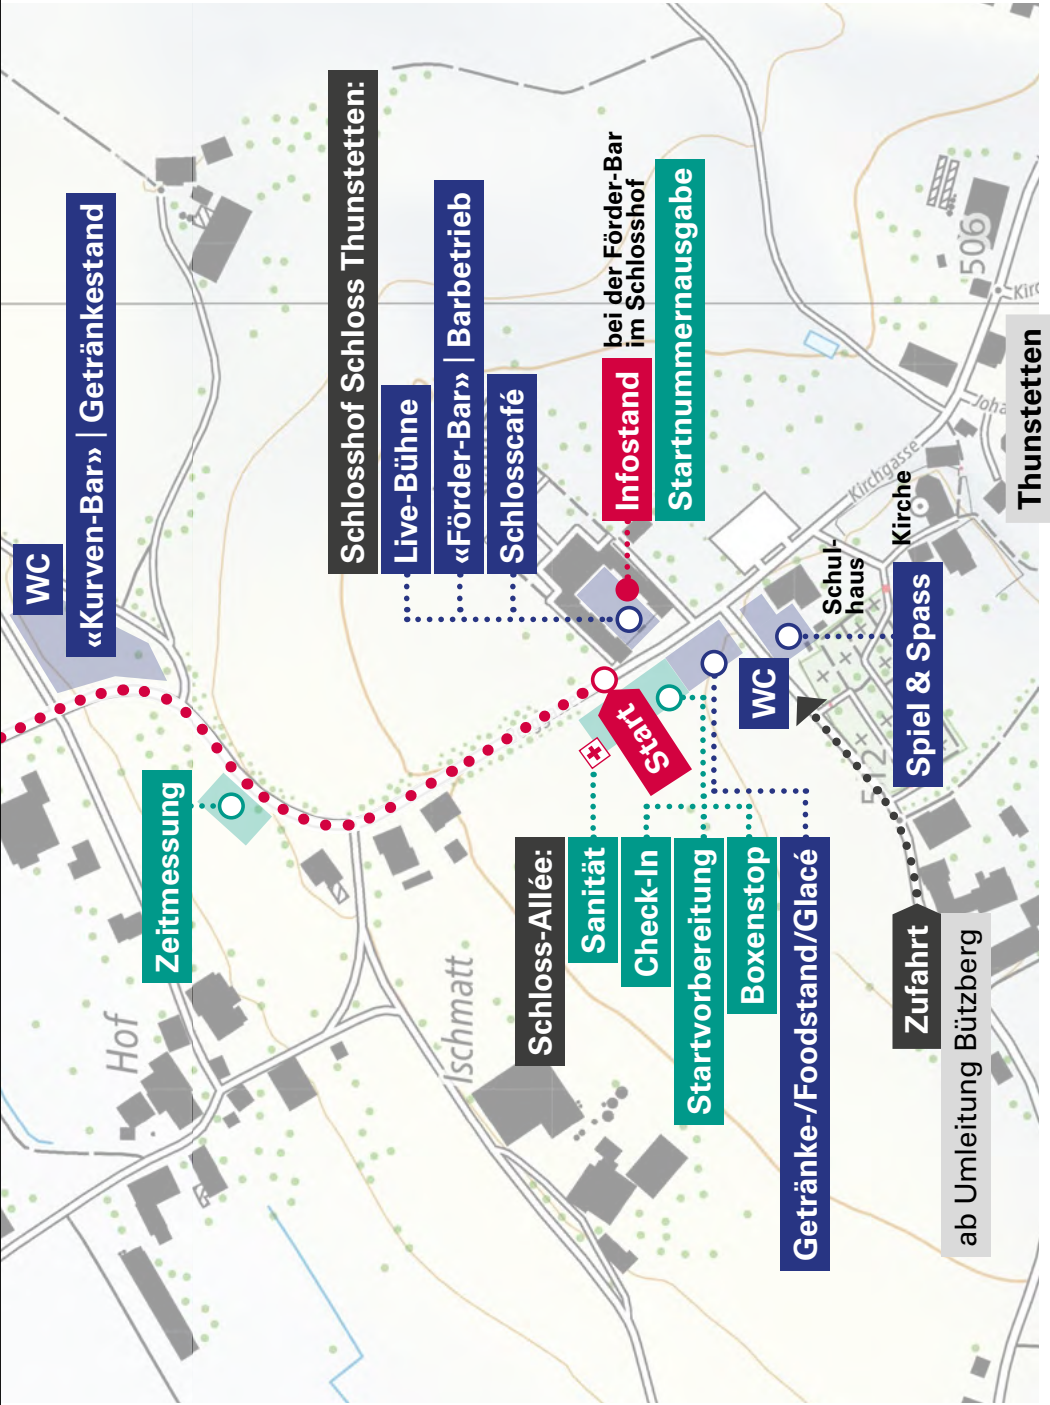 WC
«Kurven-Bar» | Getränkestand
Zeitmessung
Hof
Schlosshof Schloss Thunstetten:
Live-Bühne
«Förder-Bar» | Barbetrieb
Schlosscafé
bei der Förder-Bar
im Schlosshof
Infostand
Startnummernausgabe
Start
Ischmatt
Schloss-Allée:
Sanität
Check-In
Startvorbereitung
Boxenstop
Getränke-/Foodstand/Glacé
WC
Schul-
haus
Kirche
Kirchgasse
Spiel & Spass
Zufahrt
ab Umleitung Bützberg
506
Kirc
Joha
Thunstetten